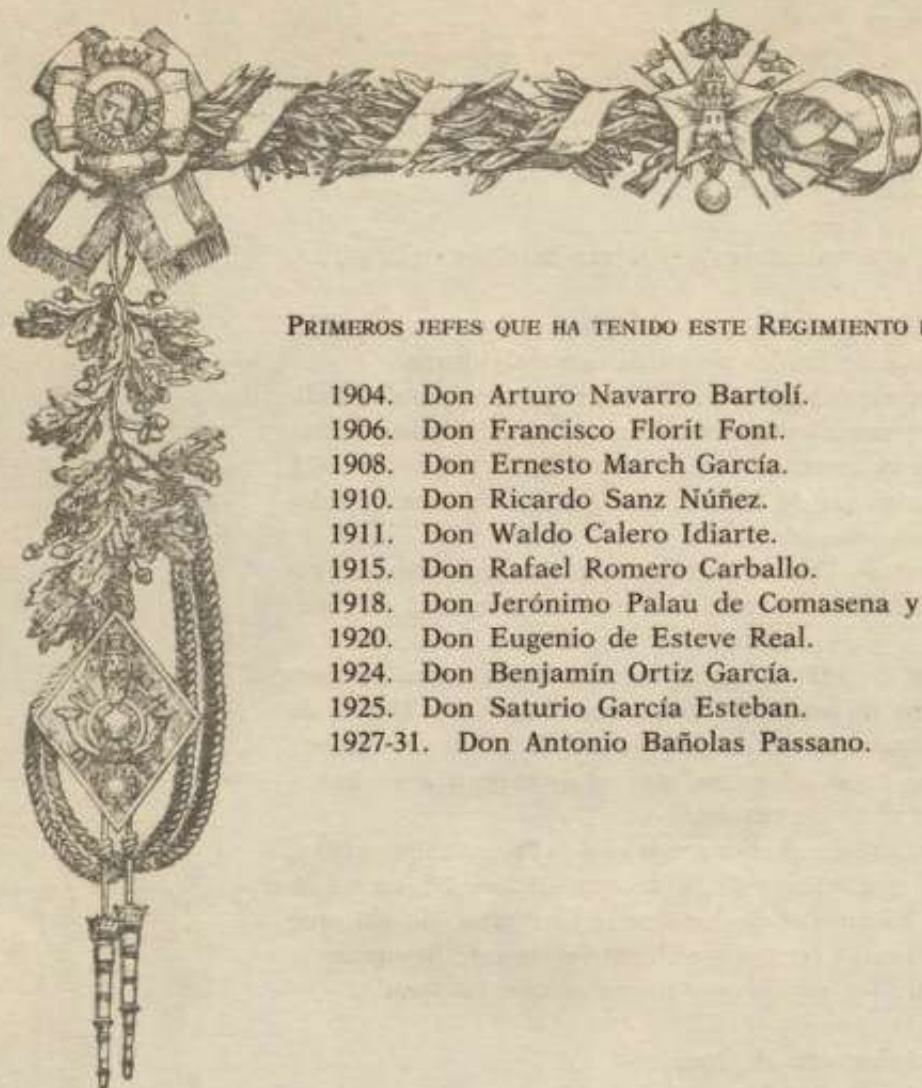 PRIMEROS JEFES QUE HA TENIDO ESTE REGIMIENTO
1904. Don Arturo Navarro Bartolí.
1906. Don Francisco Florit Font.
1908. Don Ernesto March García.
1910. Don Ricardo Sanz Núñez.
1911. Don Waldo Calero Idiarte.
1915. Don Rafael Romero Carballo.
1918. Don Jerónimo Palau de Comasena y
1920. Don Eugenio de Esteve Real.
1924. Don Benjamín Ortiz García.
1925. Don Saturio García Esteban.
1927-31. Don Antonio Bañolas Passano.